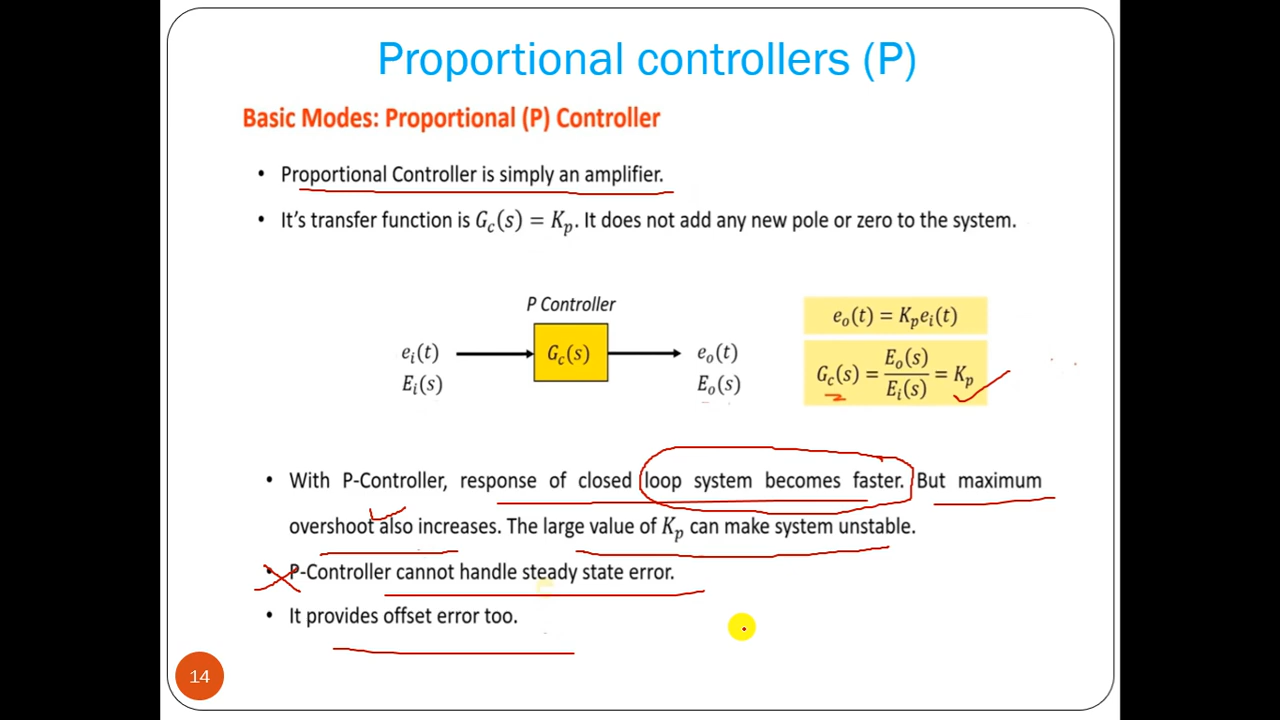 Proportional controllers (P)
Basic Modes: Proportional (P) Controller
• Proportional Controller is simply an amplifier.
• It's transfer function is G_c(s) = K_p. It does not add any new pole or zero to the system.
P Controller
e_i(t) G_c(s) e_o(t)
E_i(s) E_o(s)
e_o(t) = K_p e_i(t)
G_c(s) = E_o(s)/E_i(s) = K_p
• With P-Controller, response of closed loop system becomes faster. But maximum
overshoot also increases. The large value of K_p can make system unstable.
• P-Controller cannot handle steady state error.
• It provides offset error too.
14